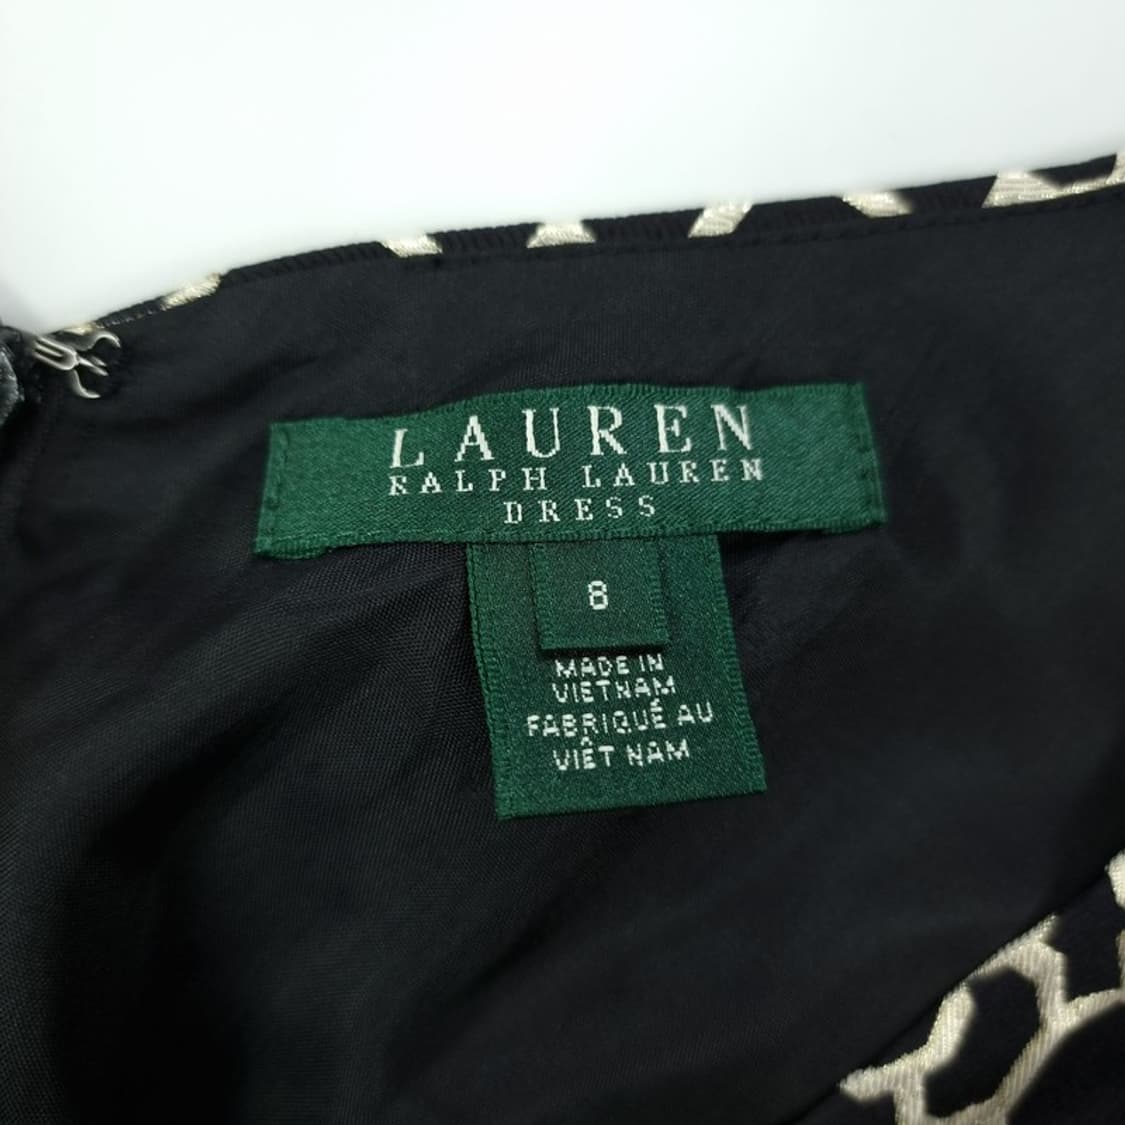 LAUREN
RALPH LAUREN
DRESS
8
MADE IN
VIETNAM
FABRIQUÉ AU
VIÊT NAM